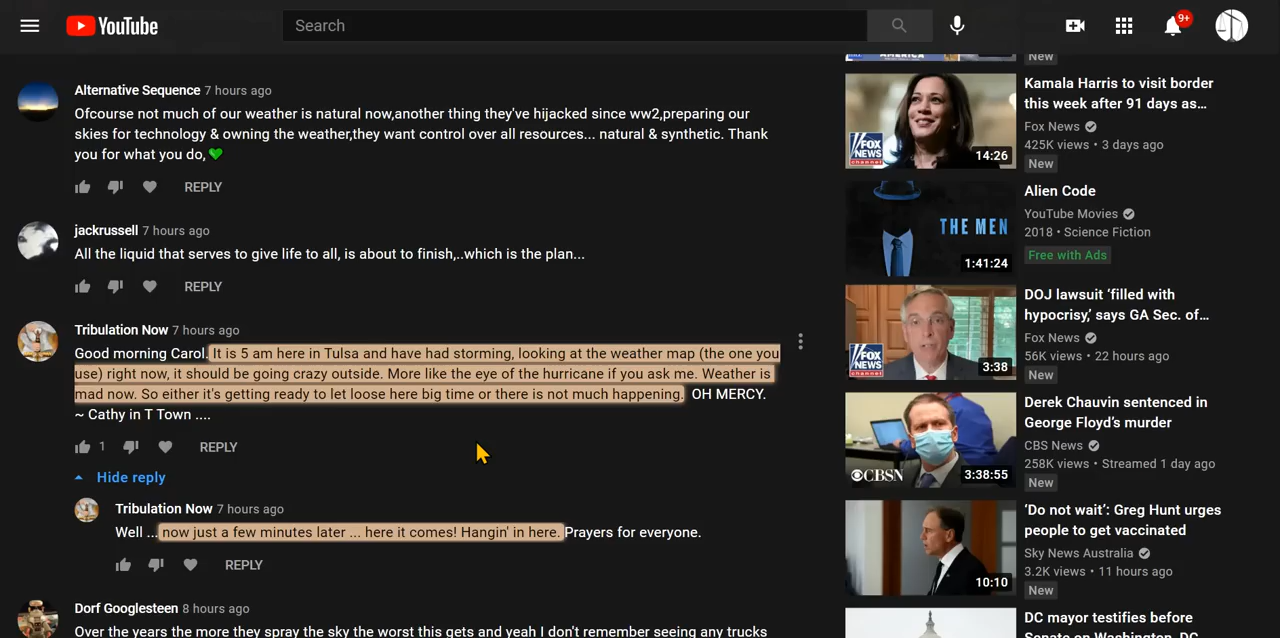 YouTube
Search
9+
Alternative Sequence 7 hours ago
Ofcourse not much of our weather is natural now,another thing they've hijacked since ww2,preparing our
skies for technology & owning the weather,they want control over all resources... natural & synthetic. Thank
you for what you do,💚
REPLY
jackrussell 7 hours ago
All the liquid that serves to give life to all, is about to finish,..which is the plan...
REPLY
Tribulation Now 7 hours ago
Good morning Carol. It is 5 am here in Tulsa and have had storming, looking at the weather map (the one you
use) right now, it should be going crazy outside. More like the eye of the hurricane if you ask me. Weather is
mad now. So either it's getting ready to let loose here big time or there is not much happening. OH MERCY.
~ Cathy in T Town ....
1 REPLY
Hide reply
Tribulation Now 7 hours ago
Well ... now just a few minutes later ... here it comes! Hangin' in here. Prayers for everyone.
REPLY
Dorf Googlesteen 8 hours ago
Over the years the more they spray the sky the worst this gets and yeah I don't remember seeing any trucks
New
FOX
NEWS
channel
14:26
Kamala Harris to visit border
this week after 91 days as...
Fox News
425K views • 3 days ago
New
THE MEN
1:41:24
Alien Code
YouTube Movies
2018 • Science Fiction
Free with Ads
FOX
NEWS
channel
3:38
DOJ lawsuit ‘filled with
hypocrisy,’ says GA Sec. of...
Fox News
56K views • 22 hours ago
New
CBSN
3:38:55
Derek Chauvin sentenced in
George Floyd’s murder
CBS News
258K views • Streamed 1 day ago
New
10:10
‘Do not wait’: Greg Hunt urges
people to get vaccinated
Sky News Australia
3.2K views • 11 hours ago
New
DC mayor testifies before
Senate on Washington, DC